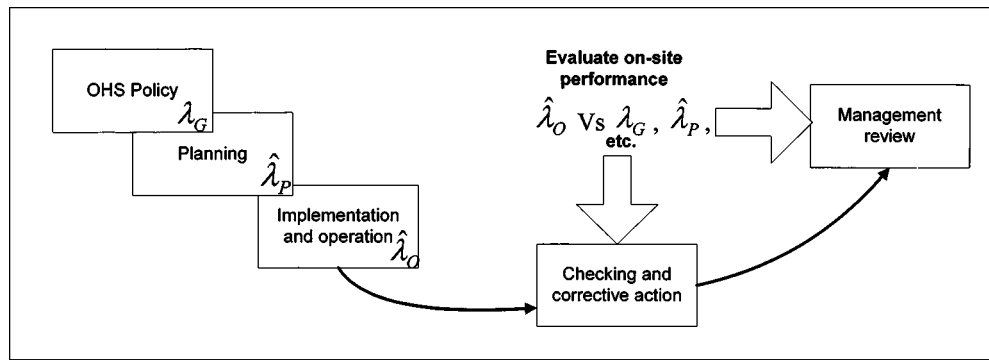 OHS Policy
λ_G
Planning
λ̂_P
Implementation
and operation
λ̂_O
Evaluate on-site
performance
λ̂_O Vs λ_G , λ̂_P ,
etc.
Management
review
Checking and
corrective action